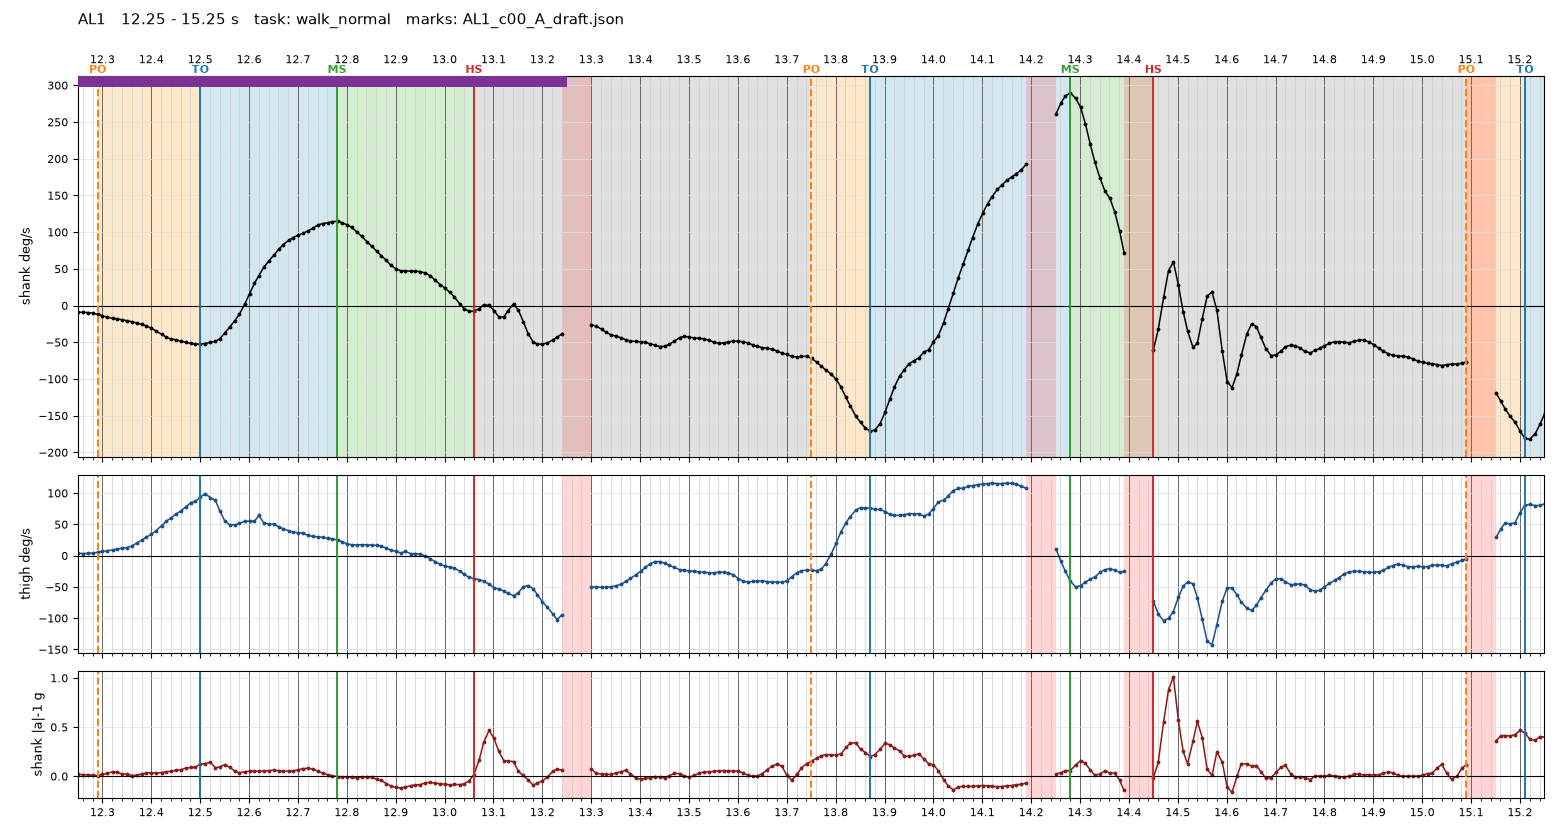 AL1   12.25 - 15.25 s   task: walk_normal   marks: AL1_c00_A_draft.json
12.3 12.4 12.5 12.6 12.7 12.8 12.9 13.0 13.1 13.2 13.3 13.4 13.5 13.6 13.7 13.8 13.9 14.0 14.1 14.2 14.3 14.4 14.5 14.6 14.7 14.8 14.9 15.0 15.1 15.2
PO TO MS HS PO TO MS HS PO TO
shank deg/s
300
250
200
150
100
50
0
−50
−100
−150
−200
thigh deg/s
100
50
0
−50
−100
−150
shank |a|-1 g
1.0
0.5
0.0
12.3 12.4 12.5 12.6 12.7 12.8 12.9 13.0 13.1 13.2 13.3 13.4 13.5 13.6 13.7 13.8 13.9 14.0 14.1 14.2 14.3 14.4 14.5 14.6 14.7 14.8 14.9 15.0 15.1 15.2